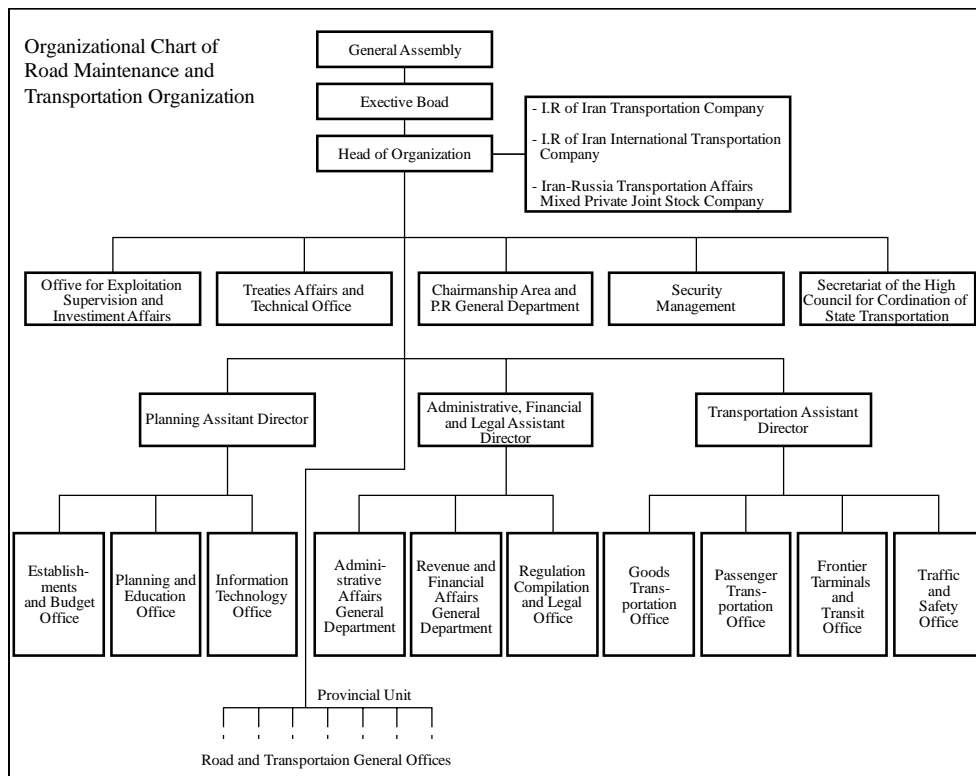 Organizational Chart of
Road Maintenance and
Transportation Organization
General Assembly
Exective Boad
Head of Organization
- I.R of Iran Transportation Company
- I.R of Iran International Transportation
Company
- Iran-Russia Transportation Affairs
Mixed Private Joint Stock Company
Offive for Exploitation
Supervision and
Investiment Affairs
Treaties Affairs and
Technical Office
Chairmanship Area and
P.R General Department
Security
Management
Secretariat of the High
Council for Cordination of
State Transportation
Planning Assitant Director
Administrative, Financial
and Legal Assistant
Director
Transportation Assistant
Director
Establish-
ments
and Budget
Office
Planning and
Education
Office
Information
Technology
Office
Admini-
strative
Affairs
General
Department
Revenue and
Financial
Affairs
General
Department
Regulation
Compilation
and Legal
Office
Goods
Trans-
portation
Office
Passenger
Trans-
portation
Office
Frontier
Tarminals
and
Transit
Office
Traffic
and
Safety
Office
Provincial Unit
Road and Transportaion General Offices